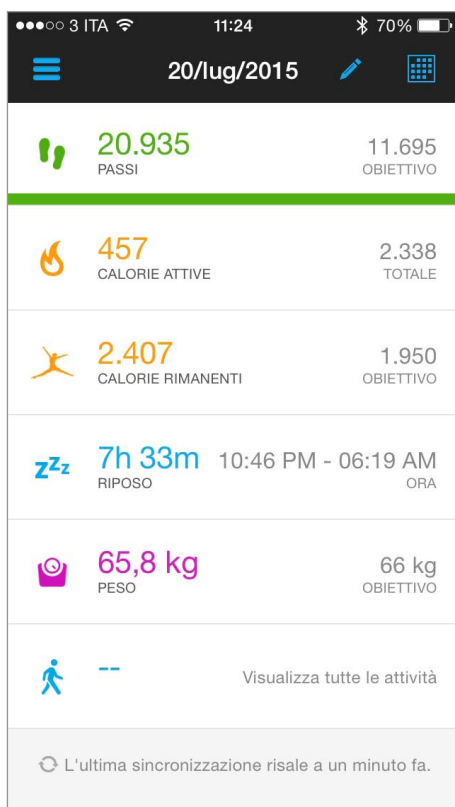 3 ITA 11:24 70%
20/lug/2015
20.935 11.695
PASSI OBIETTIVO
457 2.338
CALORIE ATTIVE TOTALE
2.407 1.950
CALORIE RIMANENTI OBIETTIVO
zzz 7h 33m 10:46 PM - 06:19 AM
RIPOSO ORA
65,8 kg 66 kg
PESO OBIETTIVO
-- Visualizza tutte le attività
L'ultima sincronizzazione risale a un minuto fa.